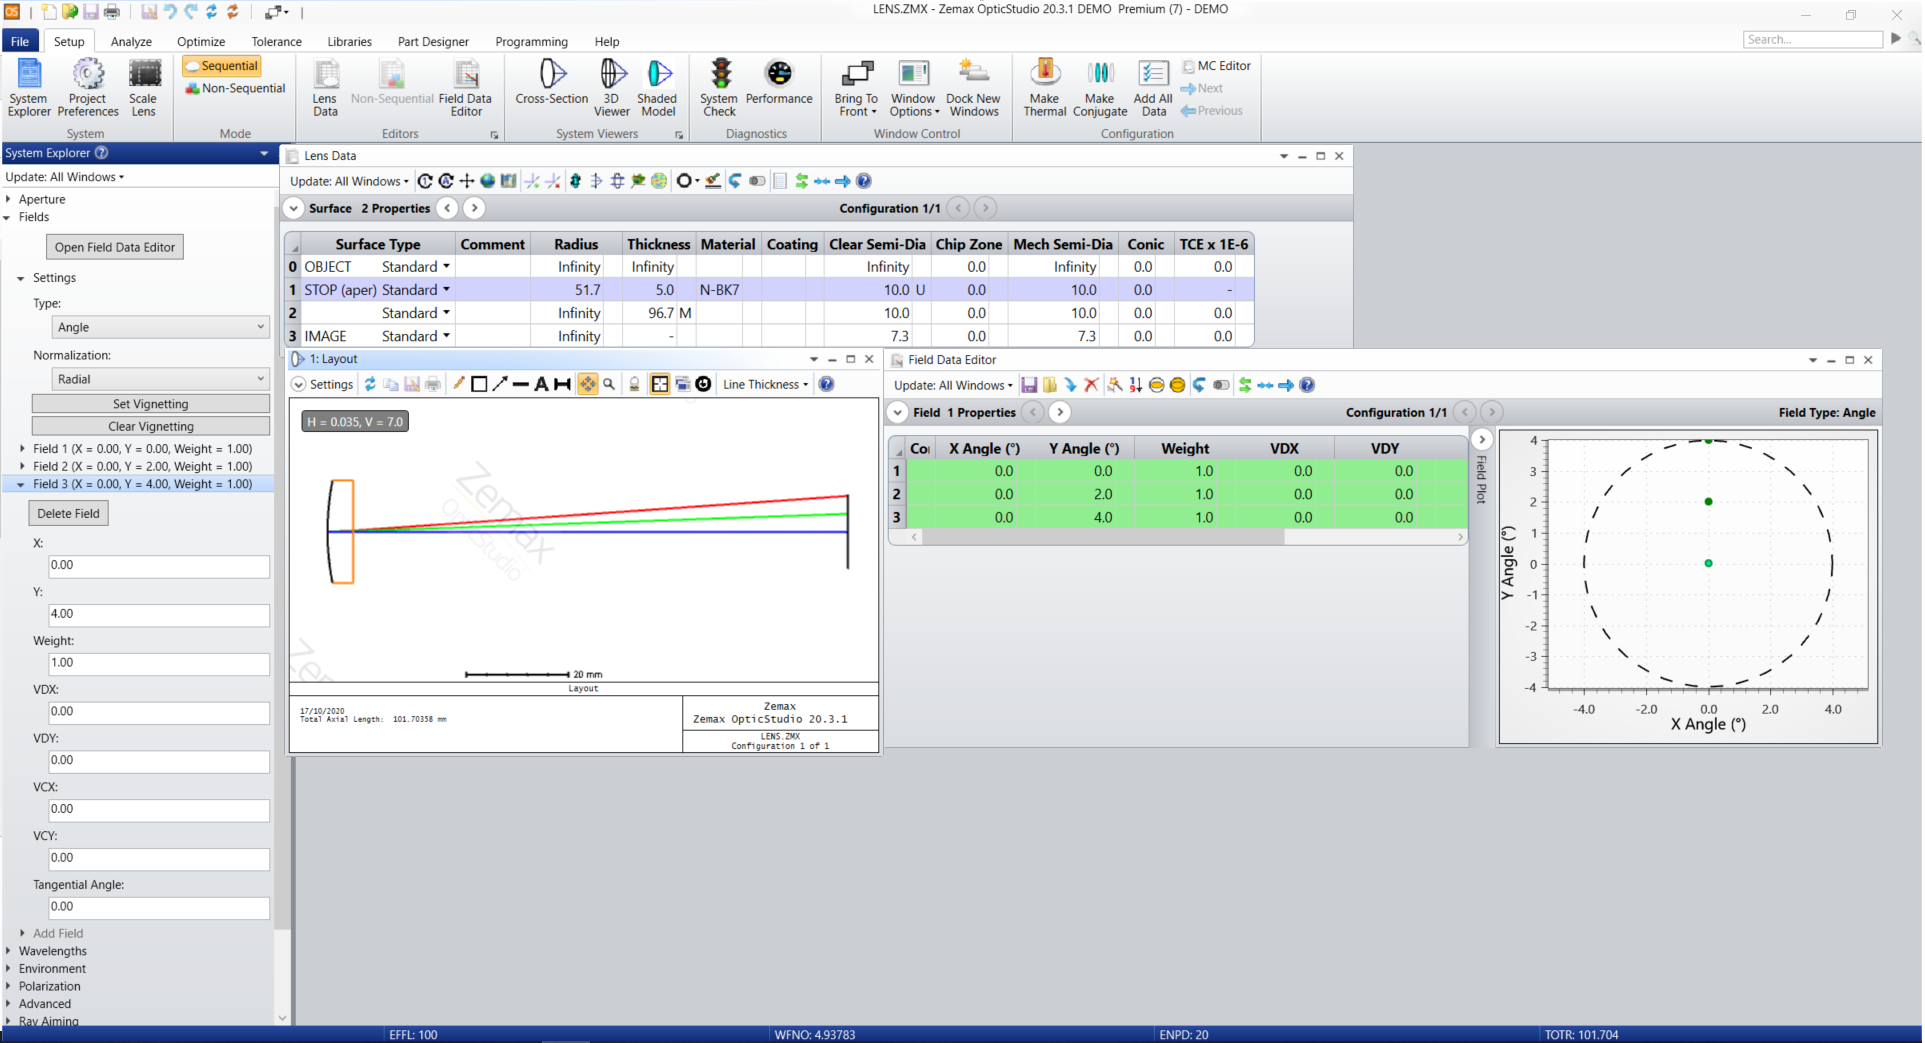 LENS.ZMX - Zemax OpticStudio 20.3.1 DEMO Premium (7) - DEMO
File Setup Analyze Optimize Tolerance Libraries Part Designer Programming Help
Search...
System Explorer
Project Preferences
Scale Lens
Sequential
Non-Sequential
Lens Data
Non-Sequential
Field Data Editor
Cross-Section
3D Viewer
Shaded Model
System Check
Performance
Bring To Front
Window Options
Dock New Windows
Make Thermal
Make Conjugate
Add All Data
MC Editor
Next
Previous
System Mode Editors System Viewers Diagnostics Window Control Configuration
System Explorer
Update: All Windows
Aperture
Fields
Open Field Data Editor
Settings
Type:
Angle
Normalization:
Radial
Set Vignetting
Clear Vignetting
Field 1 (X = 0.00, Y = 0.00, Weight = 1.00)
Field 2 (X = 0.00, Y = 2.00, Weight = 1.00)
Field 3 (X = 0.00, Y = 4.00, Weight = 1.00)
Delete Field
X:
0.00
Y:
4.00
Weight:
1.00
VDX:
0.00
VDY:
0.00
VCX:
0.00
VCY:
0.00
Tangential Angle:
0.00
Add Field
Wavelengths
Environment
Polarization
Advanced
Ray Aiming
Lens Data
Update: All Windows
Surface 2 Properties Configuration 1/1
Surface Type Comment Radius Thickness Material Coating Clear Semi-Dia Chip Zone Mech Semi-Dia Conic TCE x 1E-6
0 OBJECT Standard Infinity Infinity Infinity 0.0 Infinity 0.0 0.0
1 STOP (aper) Standard 51.7 5.0 N-BK7 10.0 U 0.0 10.0 0.0 -
2 Standard Infinity 96.7 M 10.0 0.0 10.0 0.0 0.0
3 IMAGE Standard Infinity - 7.3 0.0 7.3 0.0 0.0
1: Layout
Settings Line Thickness
H = 0.035, V = 7.0
Zemax
OpticStudio
Zem
20 mm
Layout
17/10/2020
Total Axial Length: 101.70358 mm
Zemax
Zemax OpticStudio 20.3.1
LENS.ZMX
Configuration 1 of 1
Field Data Editor
Update: All Windows
Field 1 Properties Configuration 1/1 Field Type: Angle
X Angle (°) Y Angle (°) Weight VDX VDY
1 0.0 0.0 1.0 0.0 0.0
2 0.0 2.0 1.0 0.0 0.0
3 0.0 4.0 1.0 0.0 0.0
Field Plot
Y Angle (°)
4
3
2
1
0
-1
-2
-3
-4
-4.0 -2.0 0.0 2.0 4.0
X Angle (°)
EFFL: 100 WFNO: 4.93783 ENPD: 20 TOTR: 101.704